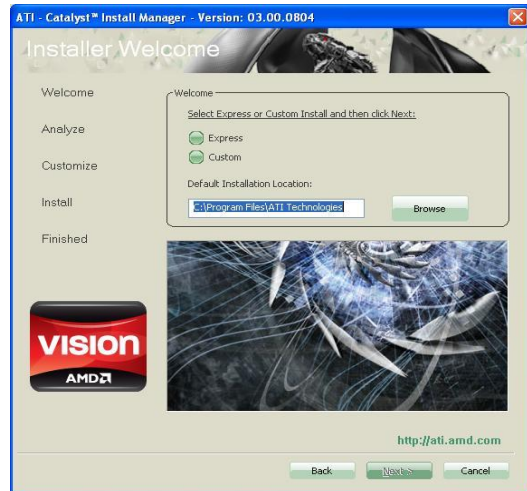 ATI - Catalyst™ Install Manager - Version: 03.00.0804
Installer Welcome
Welcome
Analyze
Customize
Install
Finished
Welcome
Select Express or Custom Install and then click Next:
Express
Custom
Default Installation Location:
C:\Program Files\ATI Technologies
Browse
VISION
AMD
http://ati.amd.com
Back
Next >
Cancel